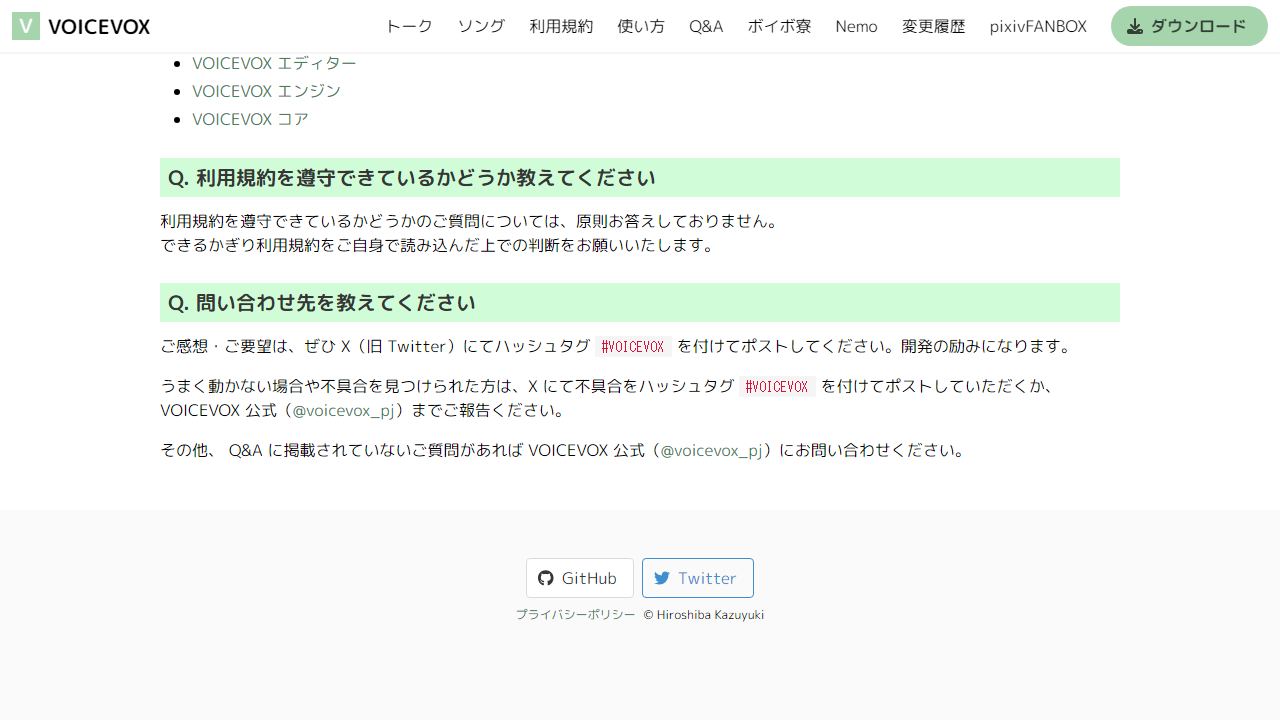 V VOICEVOX トーク ソング 利用規約 使い方 Q&A ボイボ寮 Nemo 変更履歴 pixivFANBOX ダウンロード
VOICEVOX エディター
VOICEVOX エンジン
VOICEVOX コア
Q. 利用規約を遵守できているかどうか教えてください
利用規約を遵守できているかどうかのご質問については、原則お答えしておりません。
できるかぎり利用規約をご自身で読み込んだ上での判断をお願いいたします。
Q. 問い合わせ先を教えてください
ご感想・ご要望は、ぜひ X（旧 Twitter）にてハッシュタグ #VOICEVOX を付けてポストしてください。開発の励みになります。
うまく動かない場合や不具合を見つけられた方は、X にて不具合をハッシュタグ #VOICEVOX を付けてポストしていただくか、
VOICEVOX 公式（@voicevox_pj）までご報告ください。
その他、 Q&A に掲載されていないご質問があれば VOICEVOX 公式（@voicevox_pj）にお問い合わせください。
GitHub Twitter
プライバシーポリシー © Hiroshiba Kazuyuki